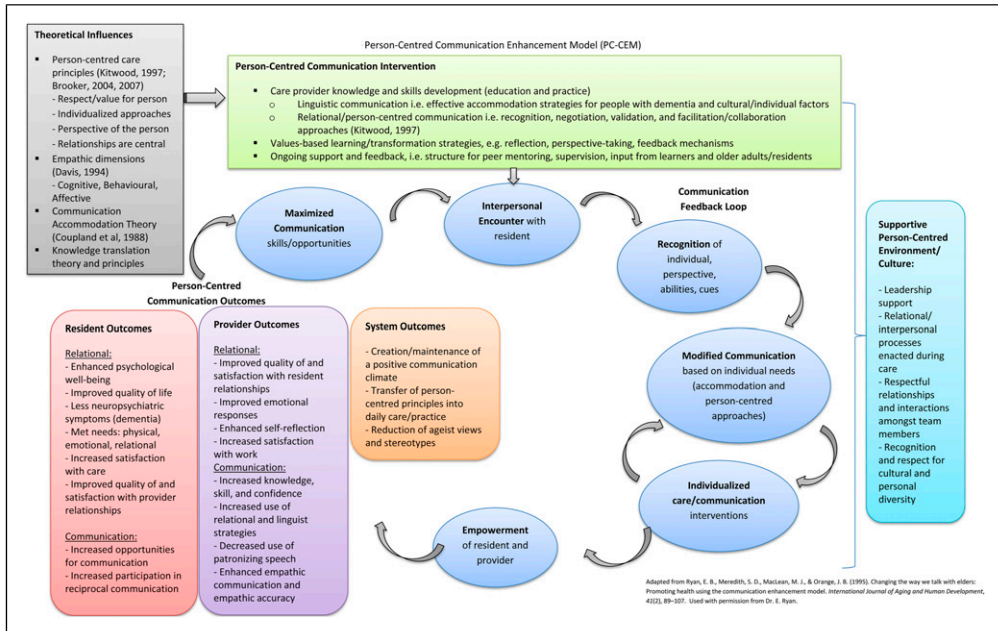 Theoretical Influences
▪ Person-centred care
principles (Kitwood, 1997;
Brooker, 2004, 2007)
- Respect/value for person
- Individualized approaches
- Perspective of the person
- Relationships are central
▪ Empathic dimensions
(Davis, 1994)
- Cognitive, Behavioural,
Affective
▪ Communication
Accommodation Theory
(Coupland et al, 1988)
▪ Knowledge translation
theory and principles
Person-Centred Communication Enhancement Model (PC-CEM)
Person-Centred Communication Intervention
▪ Care provider knowledge and skills development (education and practice)
o Linguistic communication i.e. effective accommodation strategies for people with dementia and cultural/individual factors
o Relational/person-centred communication i.e. recognition, negotiation, validation, and facilitation/collaboration
approaches (Kitwood, 1997)
▪ Values-based learning/transformation strategies, e.g. reflection, perspective-taking, feedback mechanisms
▪ Ongoing support and feedback, i.e. structure for peer mentoring, supervision, input from learners and older adults/residents
Maximized
Communication
skills/opportunities
Interpersonal
Encounter with
resident
Communication
Feedback Loop
Recognition of
individual,
perspective,
abilities, cues
Modified Communication
based on individual needs
(accommodation and
person-centred
approaches)
Individualized
care/communication
interventions
Empowerment
of resident and
provider
Supportive
Person-Centred
Environment/
Culture:
- Leadership
support
- Relational/
interpersonal
processes
enacted during
care
- Respectful
relationships
and interactions
amongst team
members
- Recognition
and respect for
cultural and
personal
diversity
Person-Centred
Communication Outcomes
Resident Outcomes
Relational:
- Enhanced psychological
well-being
- Improved quality of life
- Less neuropsychiatric
symptoms (dementia)
- Met needs: physical,
emotional, relational
- Increased satisfaction
with care
- Improved quality of and
satisfaction with provider
relationships
Communication:
- Increased opportunities
for communication
- Increased participation in
reciprocal communication
Provider Outcomes
Relational:
- Improved quality of and
satisfaction with resident
relationships
- Improved emotional
responses
- Enhanced self-reflection
- Increased satisfaction
with work
Communication:
- Increased knowledge,
skill, and confidence
- Increased use of
relational and linguist
strategies
- Decreased use of
patronizing speech
- Enhanced empathic
communication and
empathic accuracy
System Outcomes
- Creation/maintenance of
a positive communication
climate
- Transfer of person-
centred principles into
daily care/practice
- Reduction of ageist
views and stereotypes
Adapted from Ryan, E. B., Meredith, S. D., MacLean, M. J., & Orange, J. B. (1995). Changing the way we talk with elders:
Promoting health using the communication enhancement model. International Journal of Aging and Human Development,
41(2), 89–107. Used with permission from Dr. E. Ryan.